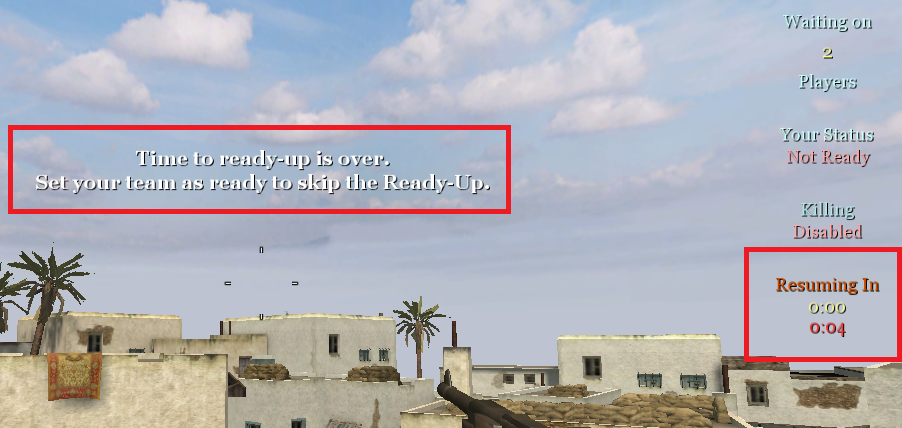 Waiting on
2
Players
Time to ready-up is over.
Set your team as ready to skip the Ready-Up.
Your Status
Not Ready
Killing
Disabled
Resuming In
0:00
0:04